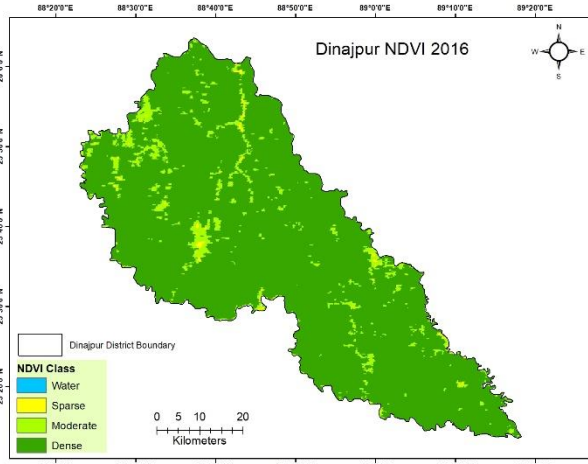 88°20'0"E 88°30'0"E 88°40'0"E 88°50'0"E 89°0'0"E 89°10'0"E 89°20'0"E
Dinajpur NDVI 2016
N
W E
S
Dinajpur District Boundary
NDVI Class
Water
Sparse
Moderate
Dense
0 5 10 20
Kilometers